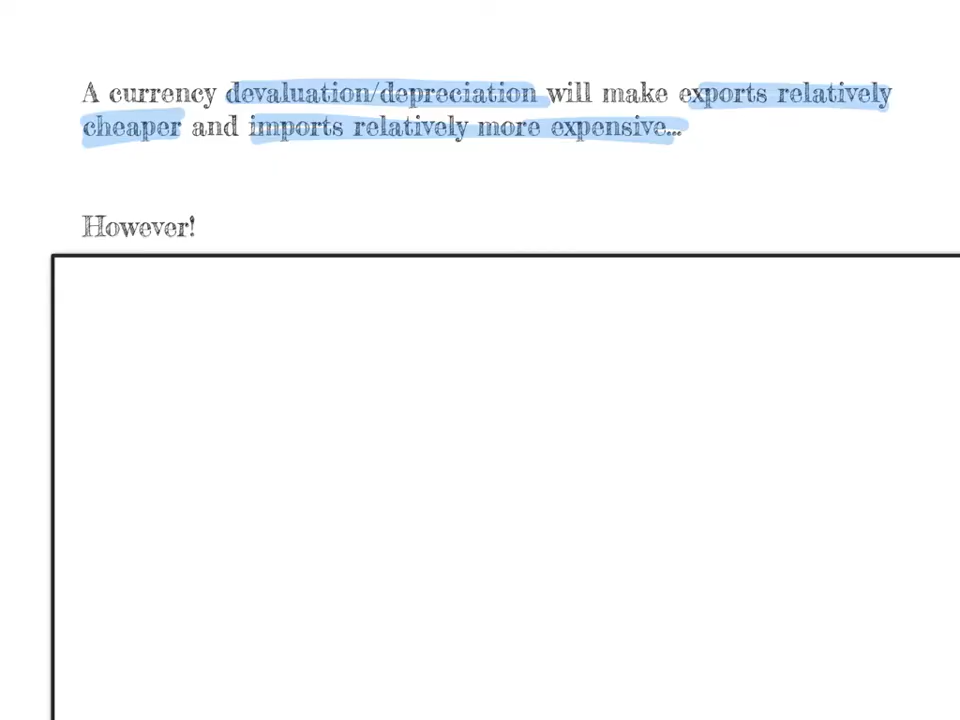 A currency devaluation/depreciation will make exports relatively
cheaper and imports relatively more expensive...
However!